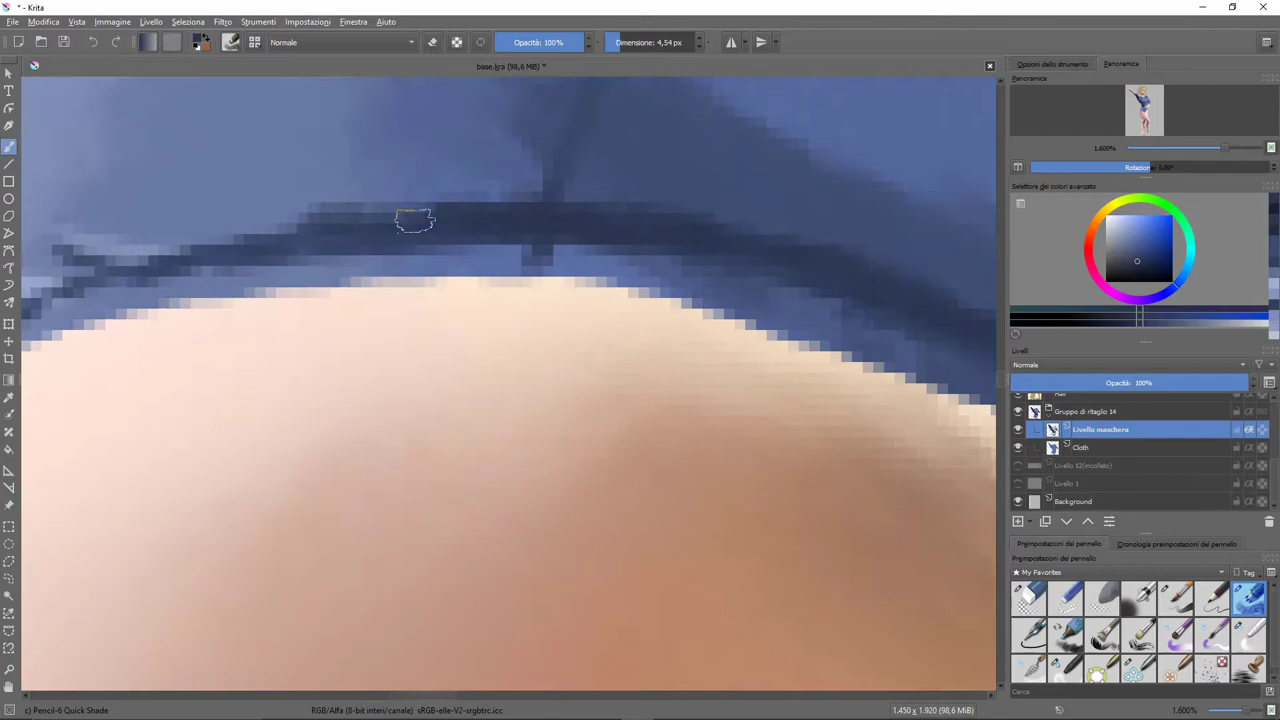 * - Krita
File Modifica Vista Immagine Livello Seleziona Filtro Strumenti Impostazioni Finestra Aiuto
Normale Opacità: 100% Dimensione: 4,54 px
base.kra (98,6 MiB) *
Opzioni dello strumento Panoramica
Panoramica
1.600%
Rotazione: 0,00°
Selettore dei colori avanzato
Livelli
Normale
Opacità: 100%
Hair
Gruppo di ritaglio 14
Livello maschera
Cloth
Livello 12(incollato)
Livello 1
Background
Preimpostazioni del pennello Cronologia preimpostazioni del pennello
Preimpostazioni del pennello
★ My Favorites Tag
Cerca
c) Pencil-6 Quick Shade RGB/Alfa (8-bit interi/canale) sRGB-elle-V2-srgbtrc.icc 1.450 x 1.920 (98,6 MiB) 1.600%